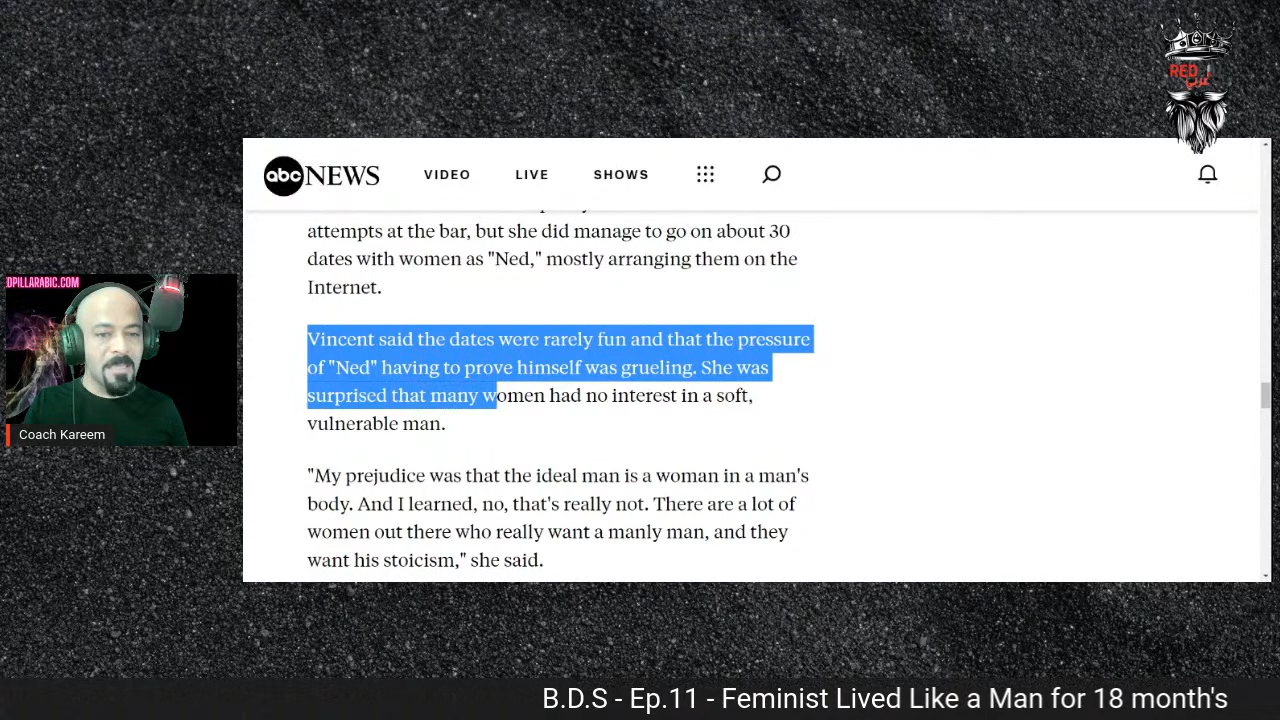 RED
abc NEWS
VIDEO
LIVE
SHOWS
attempts at the bar, but she did manage to go on about 30
dates with women as "Ned," mostly arranging them on the
Internet.
Vincent said the dates were rarely fun and that the pressure
of "Ned" having to prove himself was grueling. She was
surprised that many women had no interest in a soft,
vulnerable man.
"My prejudice was that the ideal man is a woman in a man's
body. And I learned, no, that's really not. There are a lot of
women out there who really want a manly man, and they
want his stoicism," she said.
DPILLARABIC.COM
Coach Kareem
B.D.S - Ep.11 - Feminist Lived Like a Man for 18 month's